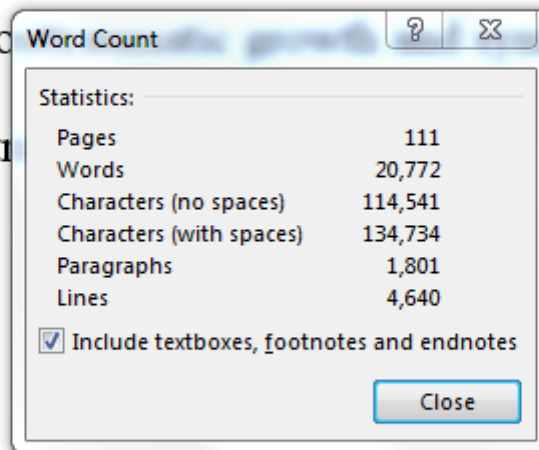 Word Count
Statistics:
Pages 111
Words 20,772
Characters (no spaces) 114,541
Characters (with spaces) 134,734
Paragraphs 1,801
Lines 4,640
Include textboxes, footnotes and endnotes
Close